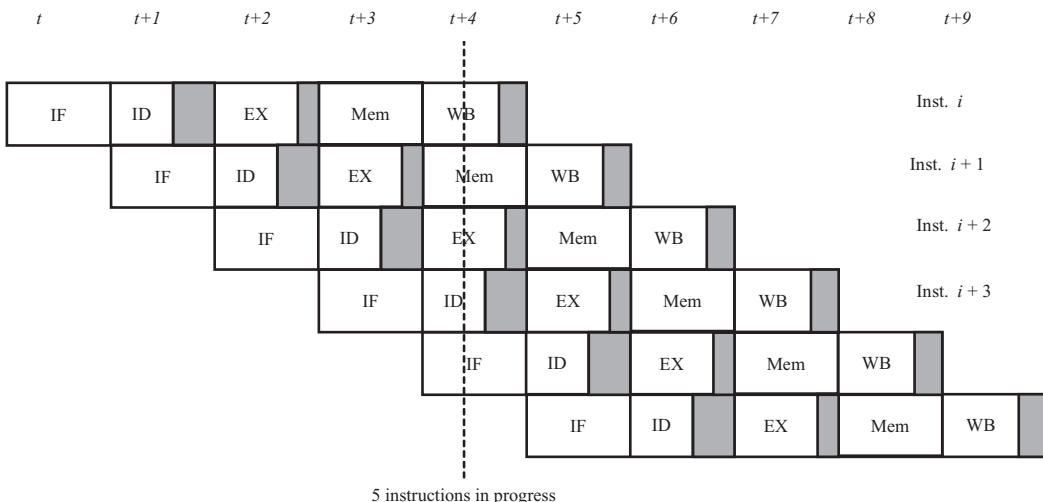 t t+1 t+2 t+3 t+4 t+5 t+6 t+7 t+8 t+9
IF ID EX Mem WB Inst. i
IF ID EX Mem WB Inst. i + 1
IF ID EX Mem WB Inst. i + 2
IF ID EX Mem WB Inst. i + 3
IF ID EX Mem WB
IF ID EX Mem WB
5 instructions in progress